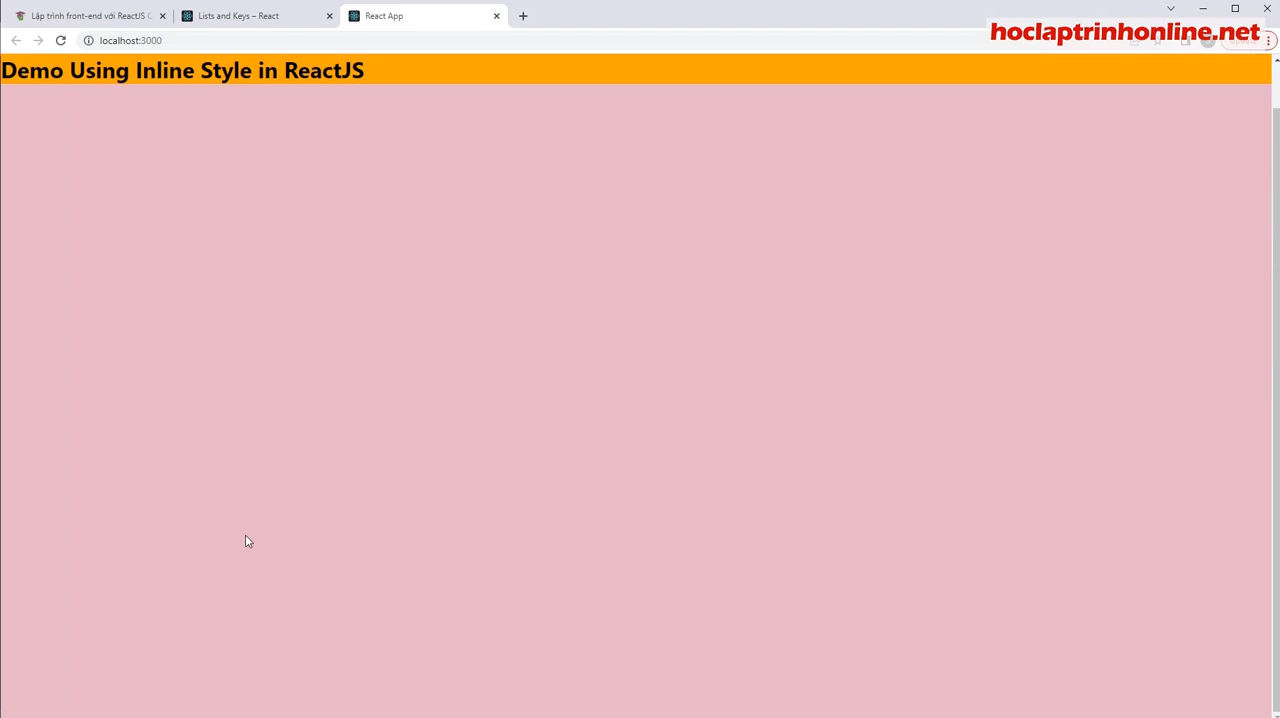 Lập trình front-end với ReactJS C
Lists and Keys – React
React App
localhost:3000
hoclaptrinhonline.net
Demo Using Inline Style in ReactJS